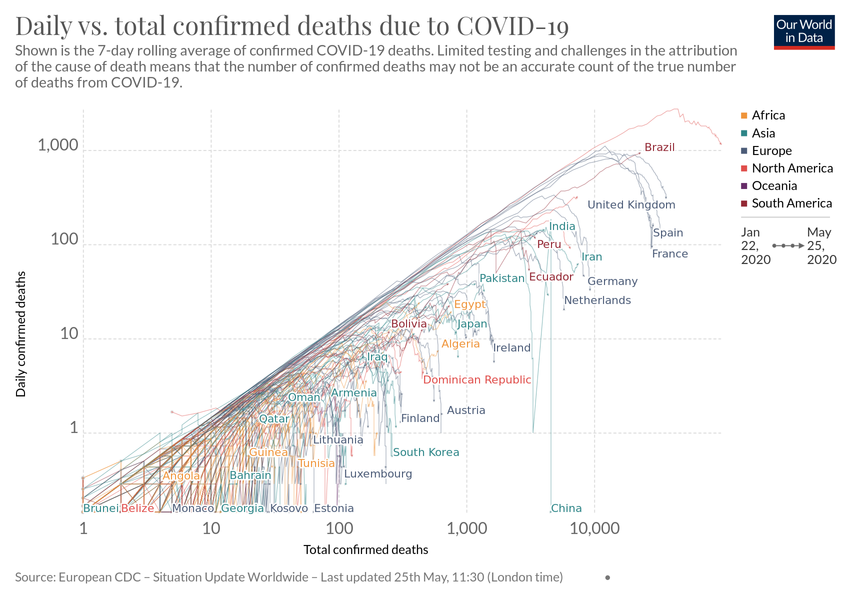 Daily vs. total confirmed deaths due to COVID-19
Our World
in Data
Shown is the 7-day rolling average of confirmed COVID-19 deaths. Limited testing and challenges in the attribution
of the cause of death means that the number of confirmed deaths may not be an accurate count of the true number
of deaths from COVID-19.
Africa
Asia
Europe
North America
Oceania
South America
Jan
22,
2020
May
25,
2020
Daily confirmed deaths
1,000
100
10
1
Brazil
United Kingdom
India
Spain
Peru
France
Iran
Pakistan
Ecuador
Germany
Netherlands
Egypt
Bolivia
Japan
Algeria
Ireland
Iraq
Dominican Republic
Armenia
Oman
Austria
Qatar
Finland
Lithuania
Guinea
South Korea
Tunisia
Angola
Bahrain
Luxembourg
Brunei
Belize
Monaco
Georgia
Kosovo
Estonia
China
1
10
100
1,000
10,000
Total confirmed deaths
Source: European CDC – Situation Update Worldwide – Last updated 25th May, 11:30 (London time)